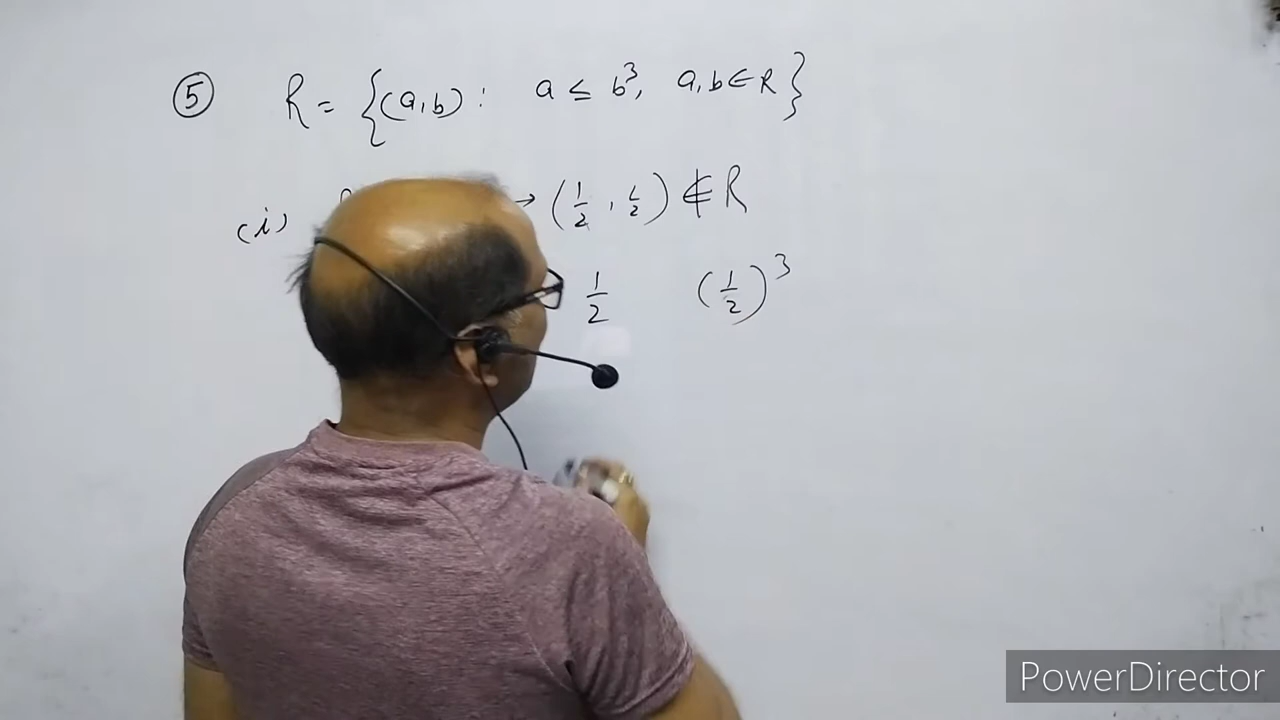 ⑤ R = {(a,b) : a ≤ b³, a,b ∈ R}
(i) → (1/2, 1/2) ∉ R
1/2 (1/2)³
PowerDirector